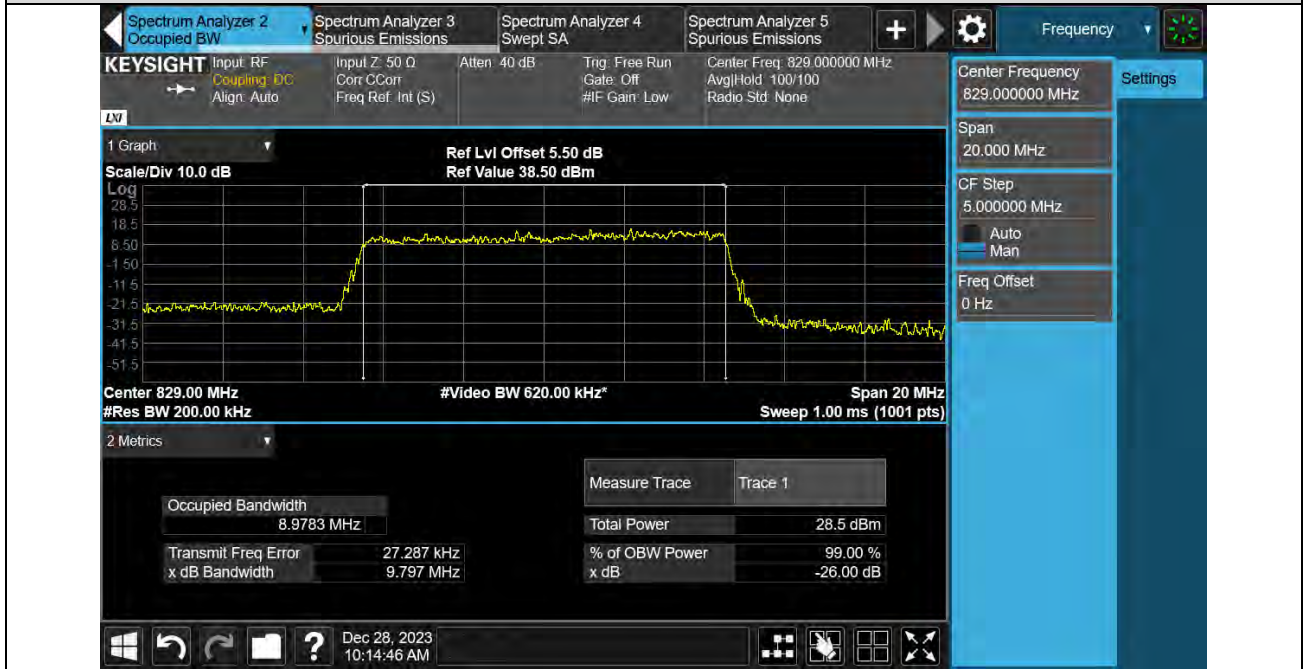 Spectrum Analyzer 2
Occupied BW
Spectrum Analyzer 3
Spurious Emissions
Spectrum Analyzer 4
Swept SA
Spectrum Analyzer 5
Spurious Emissions
+
Frequency
KEYSIGHT
Input: RF
Coupling: DC
Align: Auto
Input Z: 50 Ω
Corr CCorr
Freq Ref: Int (S)
Atten: 40 dB
Trig: Free Run
Gate: Off
#IF Gain: Low
Center Freq: 829.000000 MHz
Avg|Hold: 100/100
Radio Std: None
LXI
Center Frequency
829.000000 MHz
Settings
Span
20.000 MHz
CF Step
5.000000 MHz
Auto
Man
Freq Offset
0 Hz
1 Graph
Scale/Div 10.0 dB
Ref Lvl Offset 5.50 dB
Ref Value 38.50 dBm
Log
28.5
18.5
8.50
-1.50
-11.5
-21.5
-31.5
-41.5
-51.5
Center 829.00 MHz
#Video BW 620.00 kHz*
Span 20 MHz
#Res BW 200.00 kHz
Sweep 1.00 ms (1001 pts)
2 Metrics
Measure Trace
Trace 1
Occupied Bandwidth
8.9783 MHz
Total Power
28.5 dBm
Transmit Freq Error
27.287 kHz
% of OBW Power
99.00 %
x dB Bandwidth
9.797 MHz
x dB
-26.00 dB
?
Dec 28, 2023
10:14:46 AM